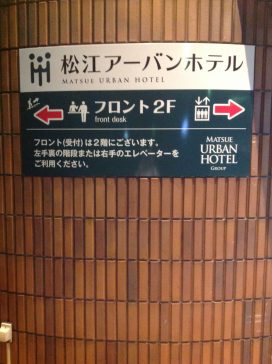 松江アーバンホテル
MATSUE URBAN HOTEL
フロント2F
front desk
フロント(受付)は2階にございます。
左手裏の階段または右手のエレベーターを
ご利用ください。
MATSUE
URBAN
HOTEL
GROUP